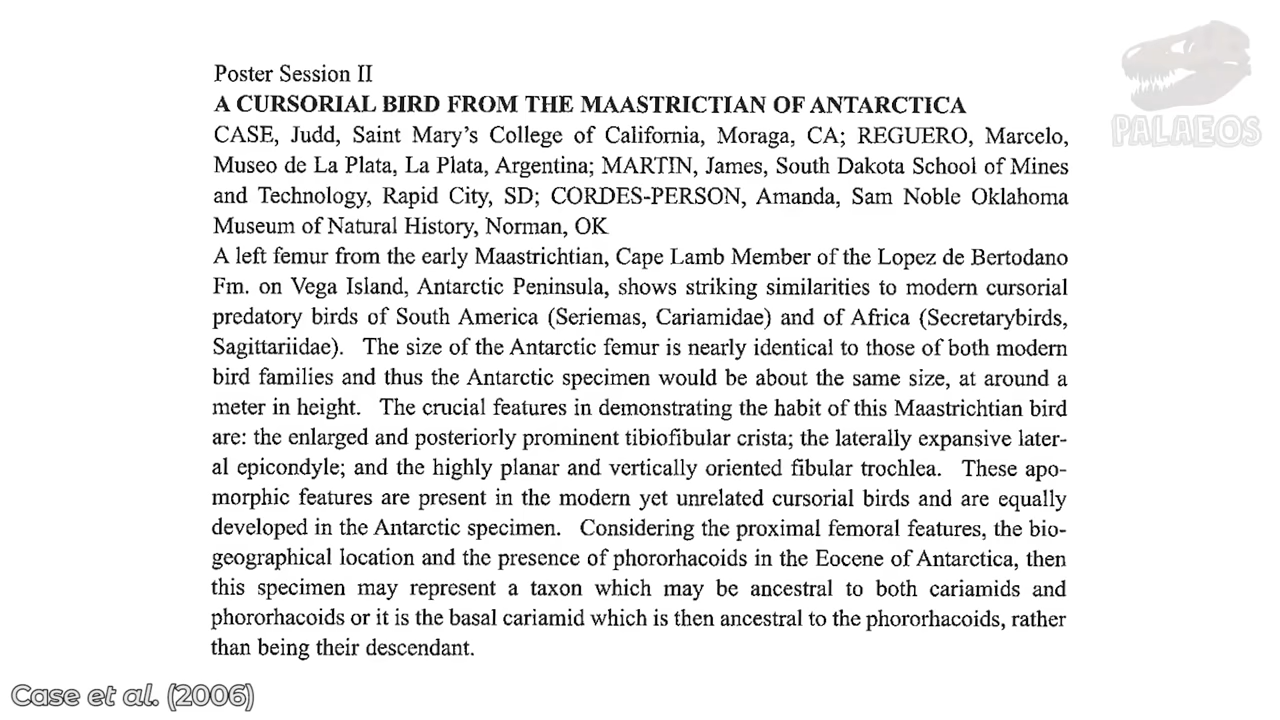 Poster Session II
A CURSORIAL BIRD FROM THE MAASTRICTIAN OF ANTARCTICA
CASE, Judd, Saint Mary's College of California, Moraga, CA; REGUERO, Marcelo,
Museo de La Plata, La Plata, Argentina; MARTIN, James, South Dakota School of Mines
and Technology, Rapid City, SD; CORDES-PERSON, Amanda, Sam Noble Oklahoma
Museum of Natural History, Norman, OK
A left femur from the early Maastrichtian, Cape Lamb Member of the Lopez de Bertodano
Fm. on Vega Island, Antarctic Peninsula, shows striking similarities to modern cursorial
predatory birds of South America (Seriemas, Cariamidae) and of Africa (Secretarybirds,
Sagittariidae). The size of the Antarctic femur is nearly identical to those of both modern
bird families and thus the Antarctic specimen would be about the same size, at around a
meter in height. The crucial features in demonstrating the habit of this Maastrichtian bird
are: the enlarged and posteriorly prominent tibiofibular crista; the laterally expansive later-
al epicondyle; and the highly planar and vertically oriented fibular trochlea. These apo-
morphic features are present in the modern yet unrelated cursorial birds and are equally
developed in the Antarctic specimen. Considering the proximal femoral features, the bio-
geographical location and the presence of phororhacoids in the Eocene of Antarctica, then
this specimen may represent a taxon which may be ancestral to both cariamids and
phororhacoids or it is the basal cariamid which is then ancestral to the phororhacoids, rather
than being their descendant.
PALAEOS
Case et al. (2006)